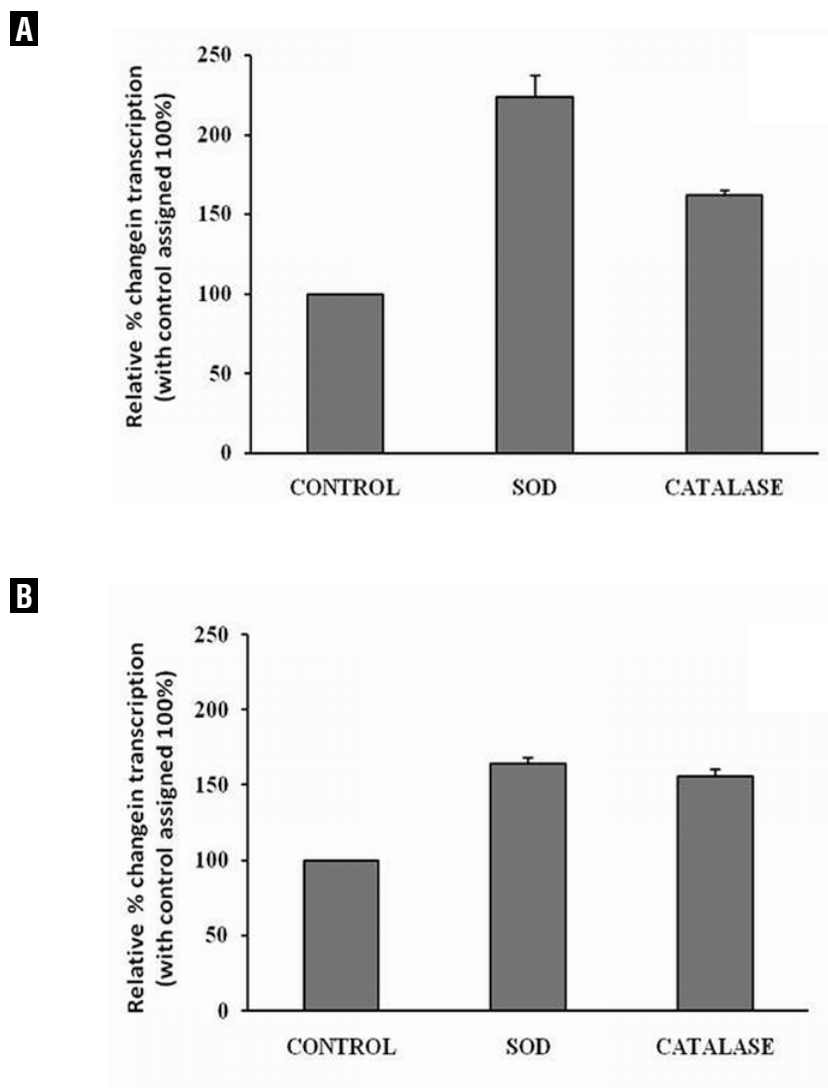 A
Relative % changein transcription
(with control assigned 100%)
250
200
150
100
50
0
CONTROL SOD CATALASE
B
Relative % changein transcription
(with control assigned 100%)
250
200
150
100
50
0
CONTROL SOD CATALASE